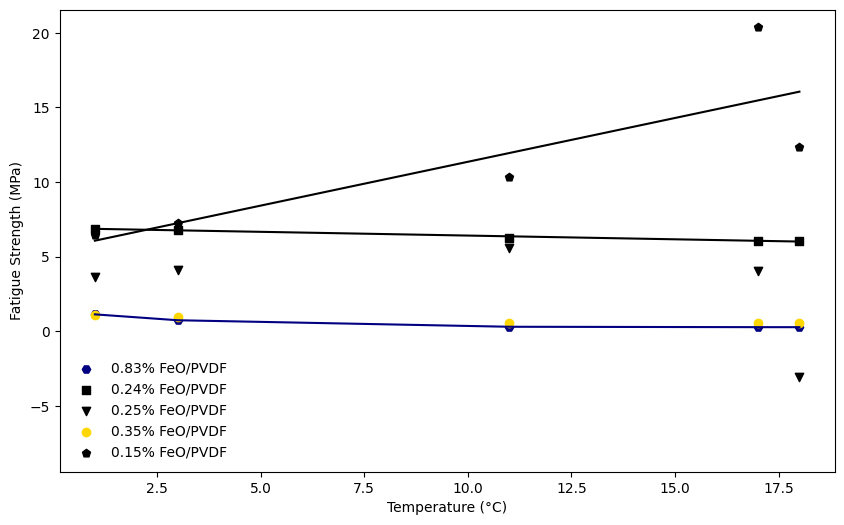 20
15
10
5
0
−5
Fatigue Strength (MPa)
0.83% FeO/PVDF
0.24% FeO/PVDF
0.25% FeO/PVDF
0.35% FeO/PVDF
0.15% FeO/PVDF
2.5 5.0 7.5 10.0 12.5 15.0 17.5
Temperature (°C)